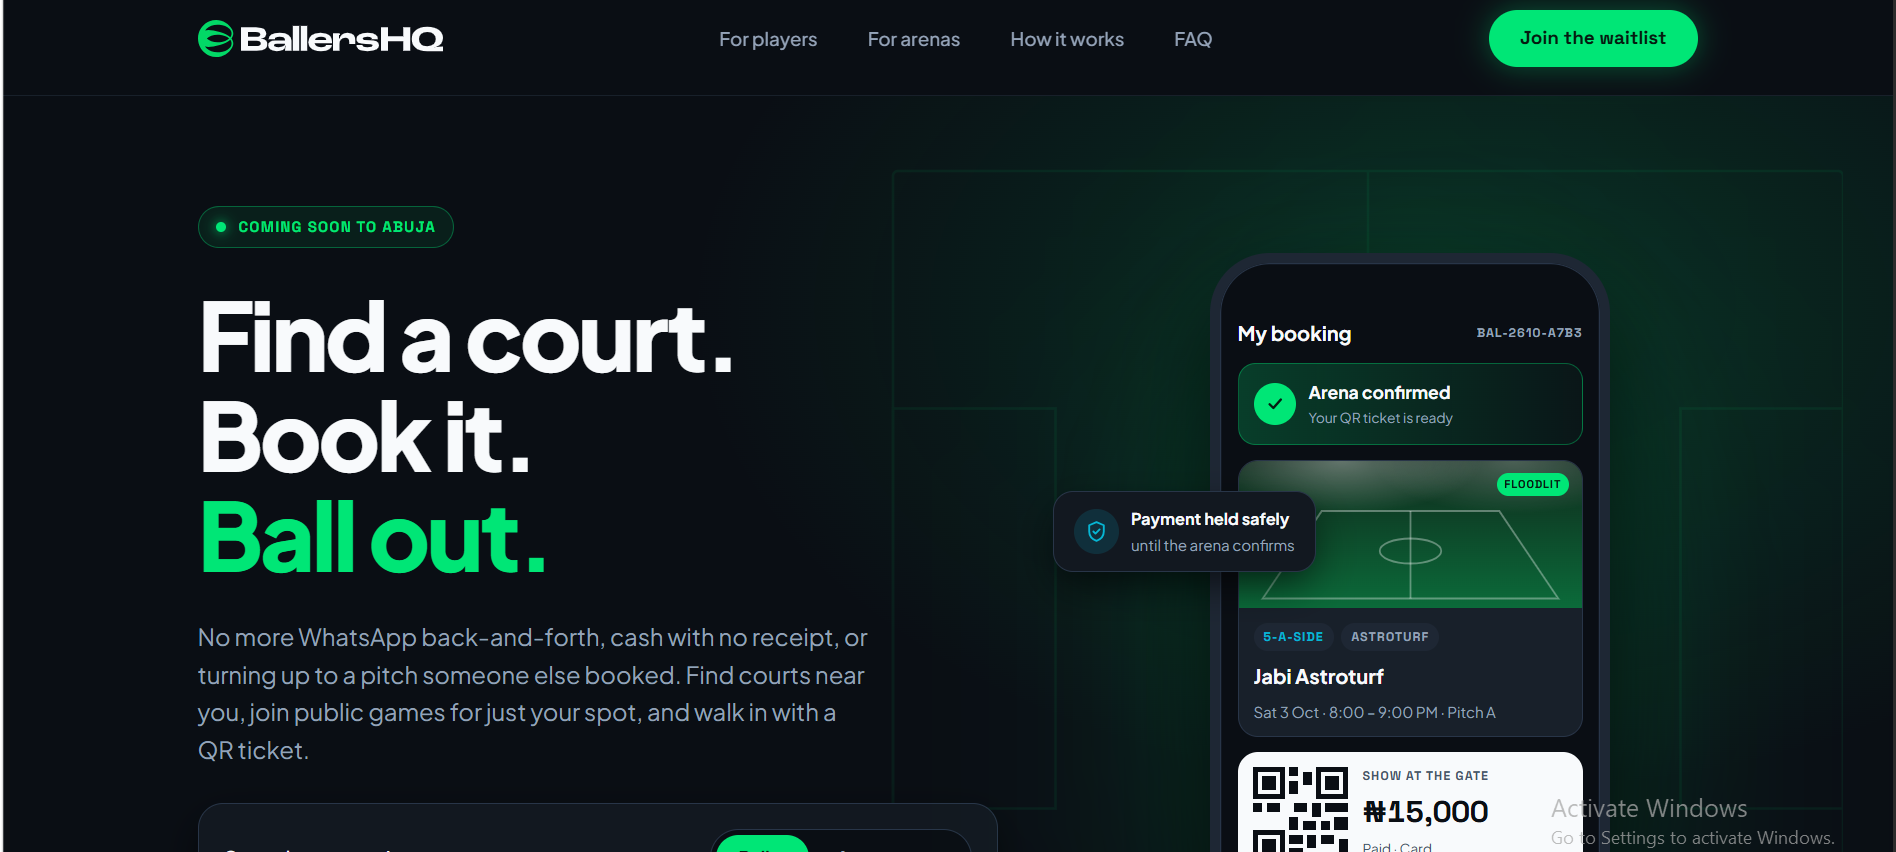 BallersHQ
For players
For arenas
How it works
FAQ
Join the waitlist
COMING SOON TO ABUJA
Find a court.
Book it.
Ball out.
No more WhatsApp back-and-forth, cash with no receipt, or
turning up to a pitch someone else booked. Find courts near
you, join public games for just your spot, and walk in with a
QR ticket.
My booking
BAL-2610-A7B3
Arena confirmed
Your QR ticket is ready
FLOODLIT
Payment held safely
until the arena confirms
5-A-SIDE
ASTROTURF
Jabi Astroturf
Sat 3 Oct · 8:00 – 9:00 PM · Pitch A
SHOW AT THE GATE
₦15,000
Paid · Card
Activate Windows
Go to Settings to activate Windows.